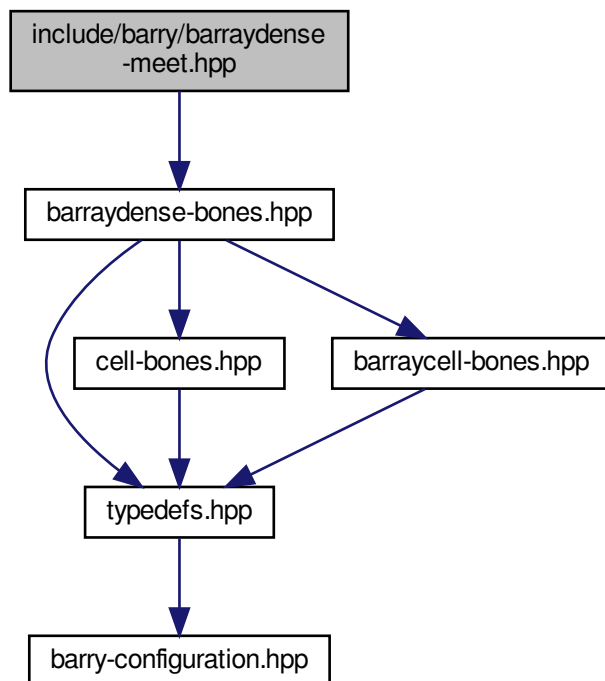 include/barry/barraydense
-meet.hpp
barraydense-bones.hpp
cell-bones.hpp
barraycell-bones.hpp
typedefs.hpp
barry-configuration.hpp